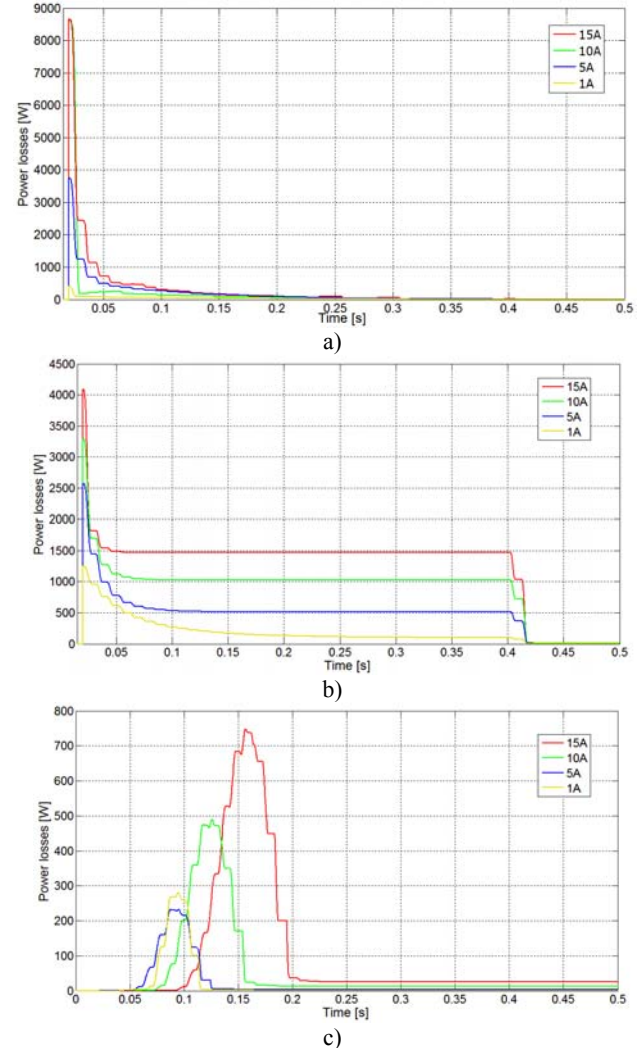 9000
8000
7000
6000
5000
4000
3000
2000
1000
0
Power losses [W]
15A
10A
5A
1A
0.05 0.1 0.15 0.2 0.25 0.3 0.35 0.4 0.45 0.5
Time [s]
a)
4500
4000
3500
3000
2500
2000
1500
1000
500
0
Power losses [W]
15A
10A
5A
1A
0.05 0.1 0.15 0.2 0.25 0.3 0.35 0.4 0.45 0.5
Time [s]
b)
800
700
600
500
400
300
200
100
0
Power losses [W]
15A
10A
5A
1A
0 0.05 0.1 0.15 0.2 0.25 0.3 0.35 0.4 0.45 0.5
Time [s]
c)